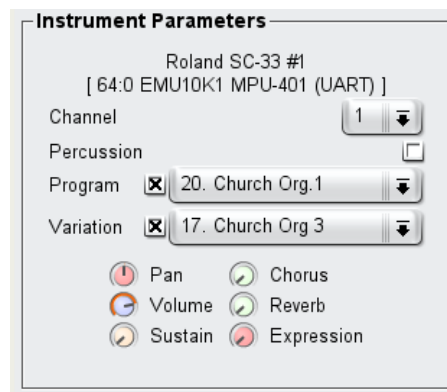 Instrument Parameters
Roland SC-33 #1
[ 64:0 EMU10K1 MPU-401 (UART) ]
Channel 1
Percussion
Program 20. Church Org.1
Variation 17. Church Org 3
Pan Chorus
Volume Reverb
Sustain Expression